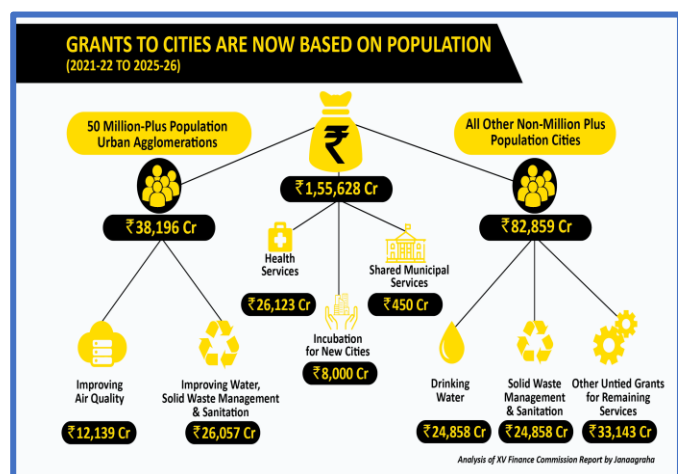 GRANTS TO CITIES ARE NOW BASED ON POPULATION
(2021-22 TO 2025-26)
50 Million-Plus Population
Urban Agglomerations
₹38,196 Cr
₹
₹1,55,628 Cr
All Other Non-Million Plus
Population Cities
₹82,859 Cr
Health
Services
₹26,123 Cr
Shared Municipal
Services
₹450 Cr
Incubation
for New Cities
₹8,000 Cr
Improving
Air Quality
₹12,139 Cr
Improving Water,
Solid Waste Management
& Sanitation
₹26,057 Cr
Drinking
Water
₹24,858 Cr
Solid Waste
Management
& Sanitation
₹24,858 Cr
Other Untied Grants
for Remaining
Services
₹33,143 Cr
Analysis of XV Finance Commission Report by Janaagraha